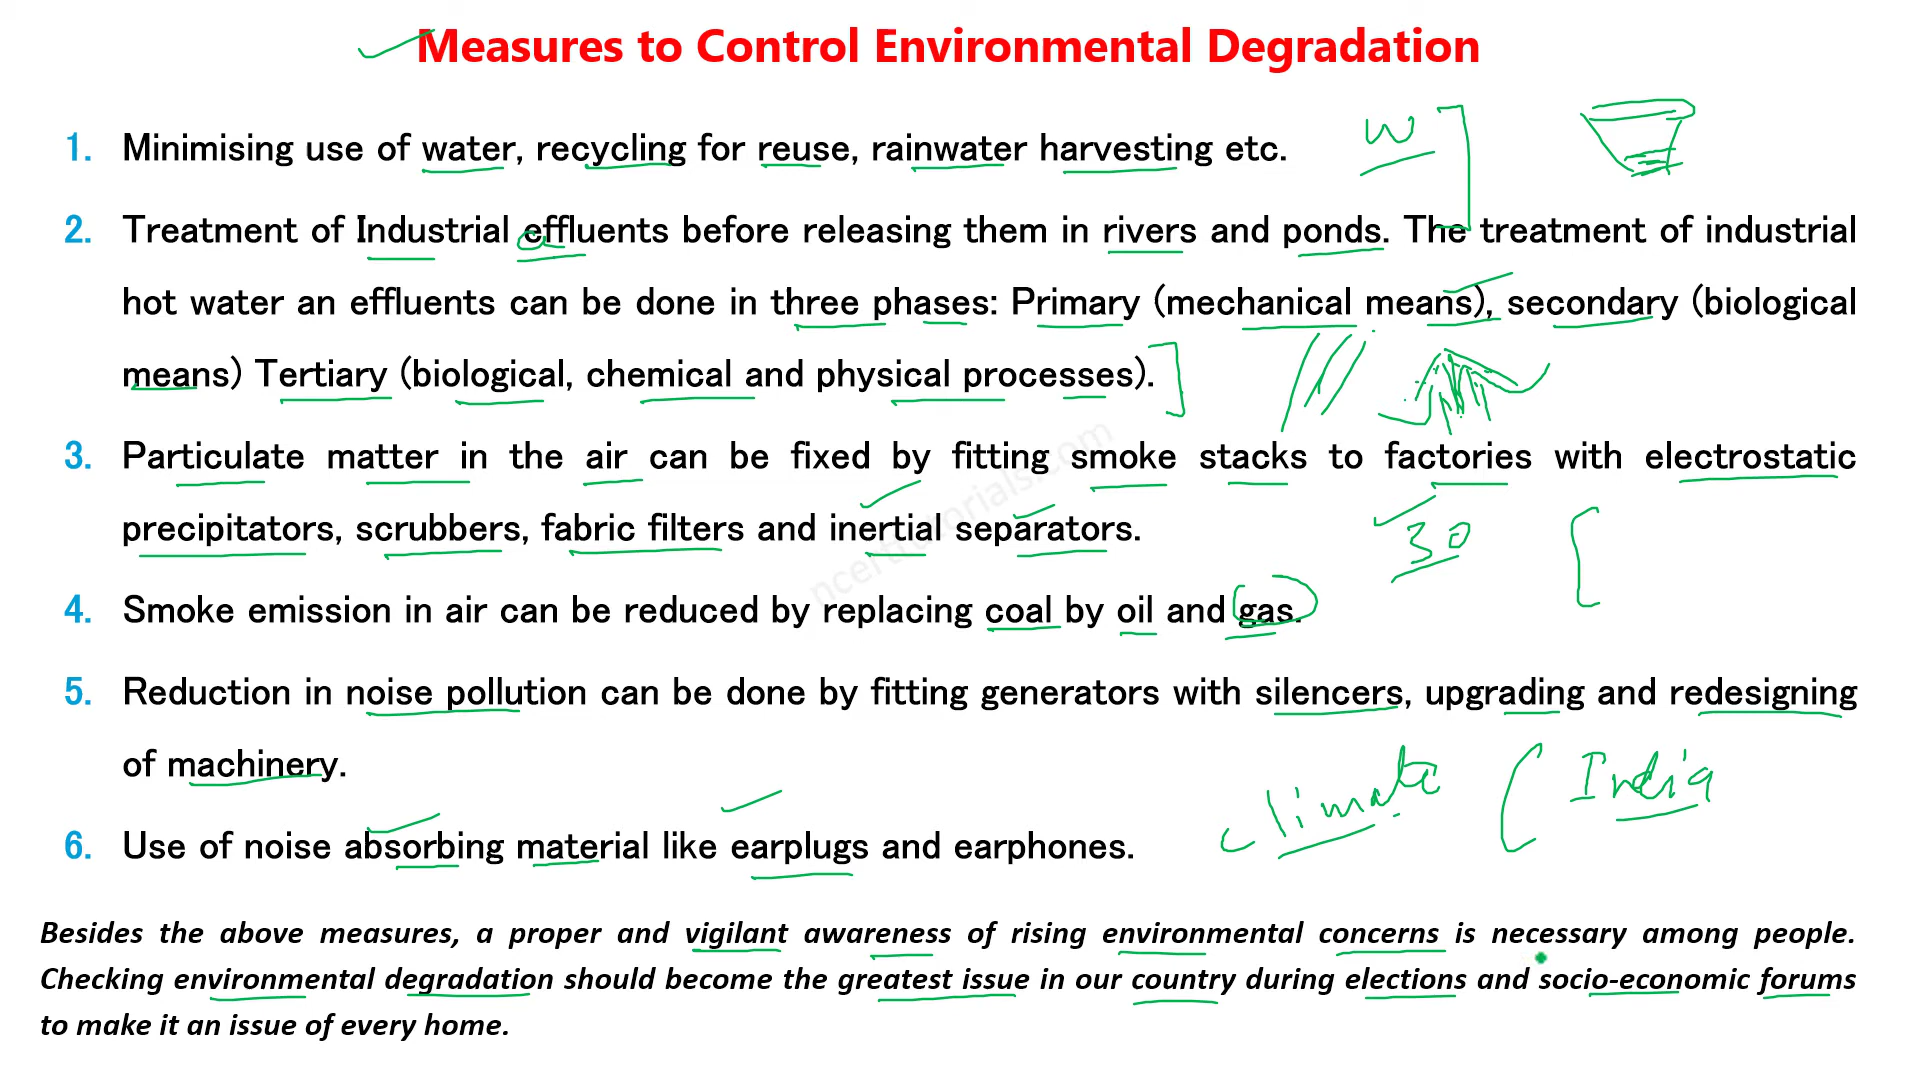 Measures to Control Environmental Degradation
1. Minimising use of water, recycling for reuse, rainwater harvesting etc.
W
2. Treatment of Industrial effluents before releasing them in rivers and ponds. The treatment of industrial
hot water an effluents can be done in three phases: Primary (mechanical means), secondary (biological
means) Tertiary (biological, chemical and physical processes).
3. Particulate matter in the air can be fixed by fitting smoke stacks to factories with electrostatic
precipitators, scrubbers, fabric filters and inertial separators.
30
ncerttutorials.com
4. Smoke emission in air can be reduced by replacing coal by oil and gas.
5. Reduction in noise pollution can be done by fitting generators with silencers, upgrading and redesigning
of machinery.
climate India
6. Use of noise absorbing material like earplugs and earphones.
Besides the above measures, a proper and vigilant awareness of rising environmental concerns is necessary among people.
Checking environmental degradation should become the greatest issue in our country during elections and socio-economic forums
to make it an issue of every home.